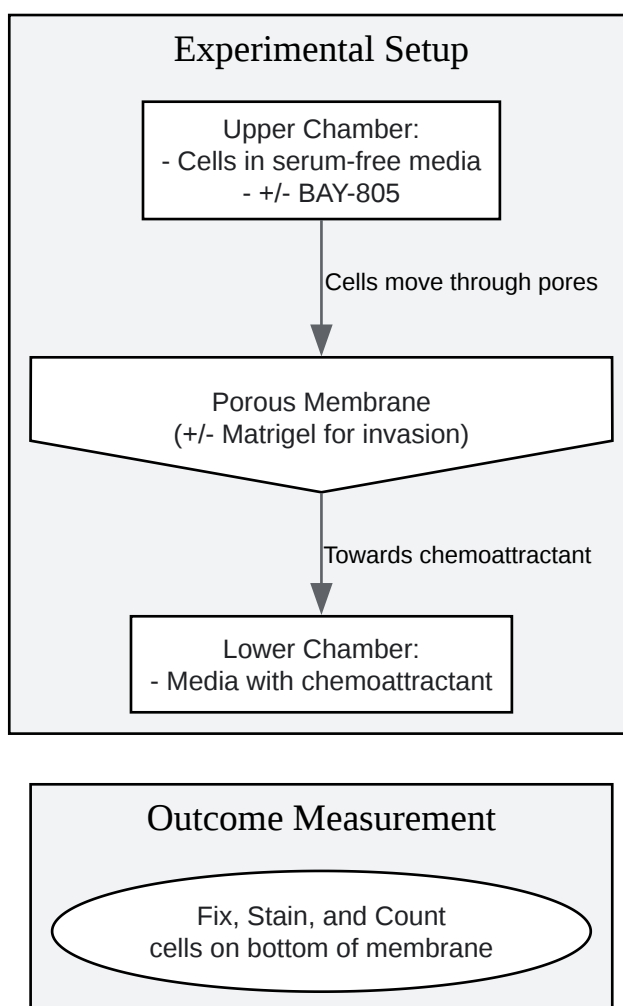 Experimental Setup
Upper Chamber:
- Cells in serum-free media
- +/- BAY-805
Cells move through pores
Porous Membrane
(+/- Matrigel for invasion)
Towards chemoattractant
Lower Chamber:
- Media with chemoattractant
Outcome Measurement
Fix, Stain, and Count
cells on bottom of membrane